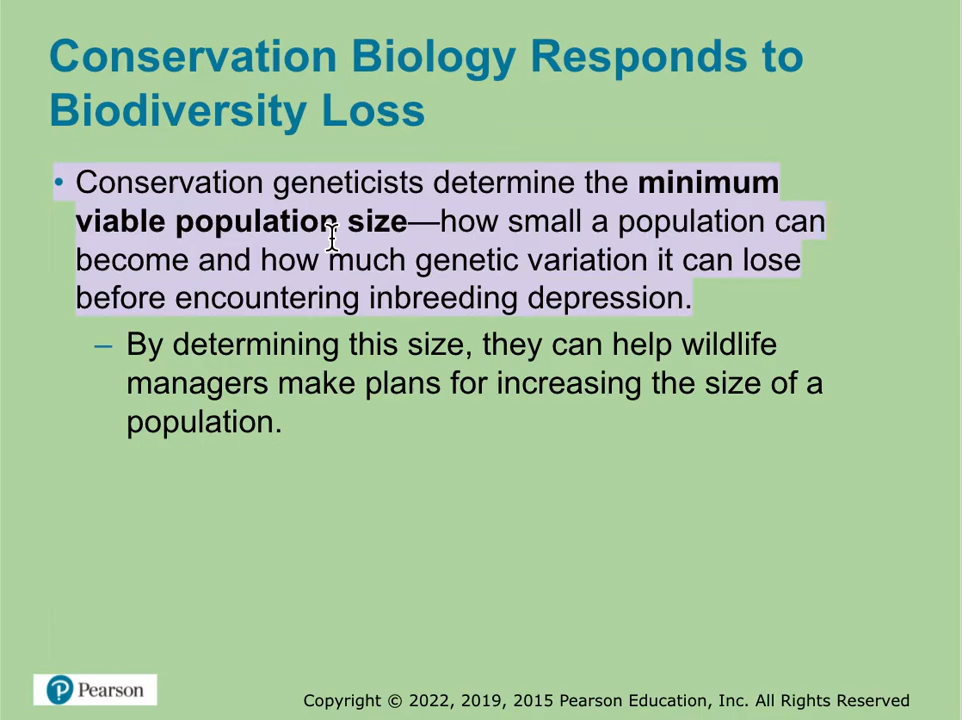 Conservation Biology Responds to
Biodiversity Loss
• Conservation geneticists determine the minimum
viable population size—how small a population can
become and how much genetic variation it can lose
before encountering inbreeding depression.
– By determining this size, they can help wildlife
managers make plans for increasing the size of a
population.
Pearson
Copyright © 2022, 2019, 2015 Pearson Education, Inc. All Rights Reserved